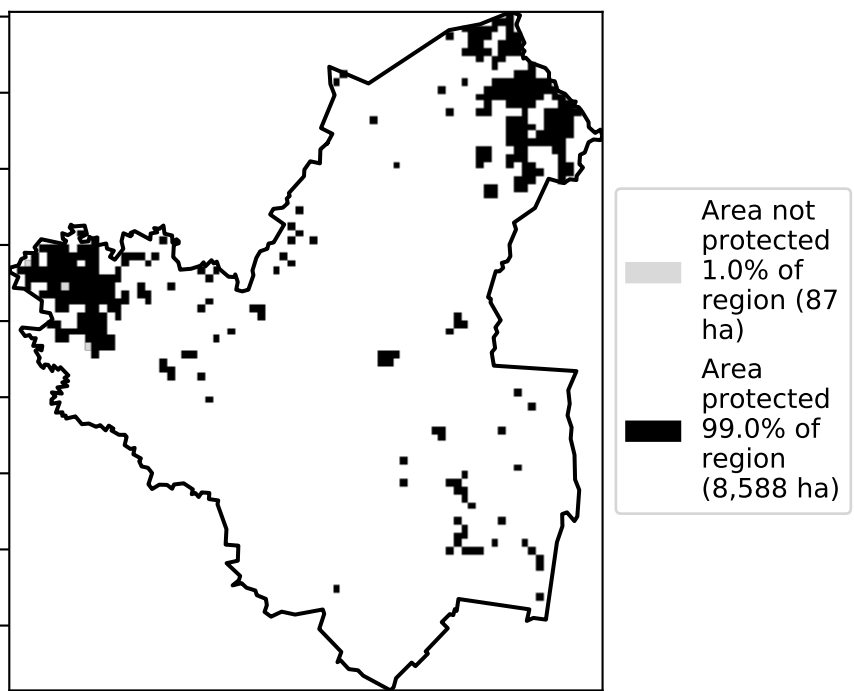 Area not
protected
1.0% of
region (87
ha)
Area
protected
99.0% of
region
(8,588 ha)